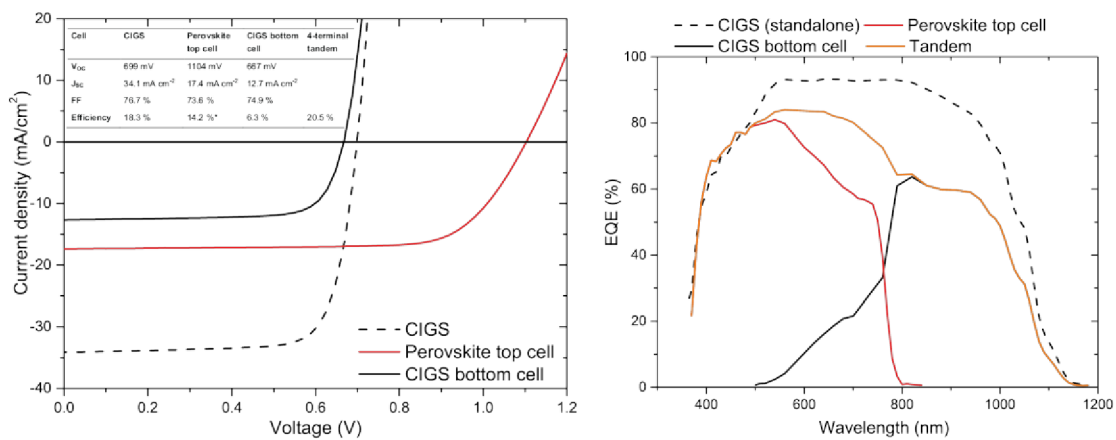 Cell CIGS Perovskite top cell CIGS bottom cell 4-terminal tandem
V_OC 699 mV 1104 mV 667 mV
J_SC 34.1 mA cm⁻² 17.4 mA cm⁻² 12.7 mA cm⁻²
FF 76.7 % 73.6 % 74.9 %
Efficiency 18.3 % 14.2 %* 6.3 % 20.5 %
20
10
0
-10
-20
-30
-40
Current density (mA/cm²)
CIGS
Perovskite top cell
CIGS bottom cell
0.0 0.2 0.4 0.6 0.8 1.0 1.2
Voltage (V)
CIGS (standalone) Perovskite top cell
CIGS bottom cell Tandem
100
80
60
40
20
0
EQE (%)
400 600 800 1000 1200
Wavelength (nm)